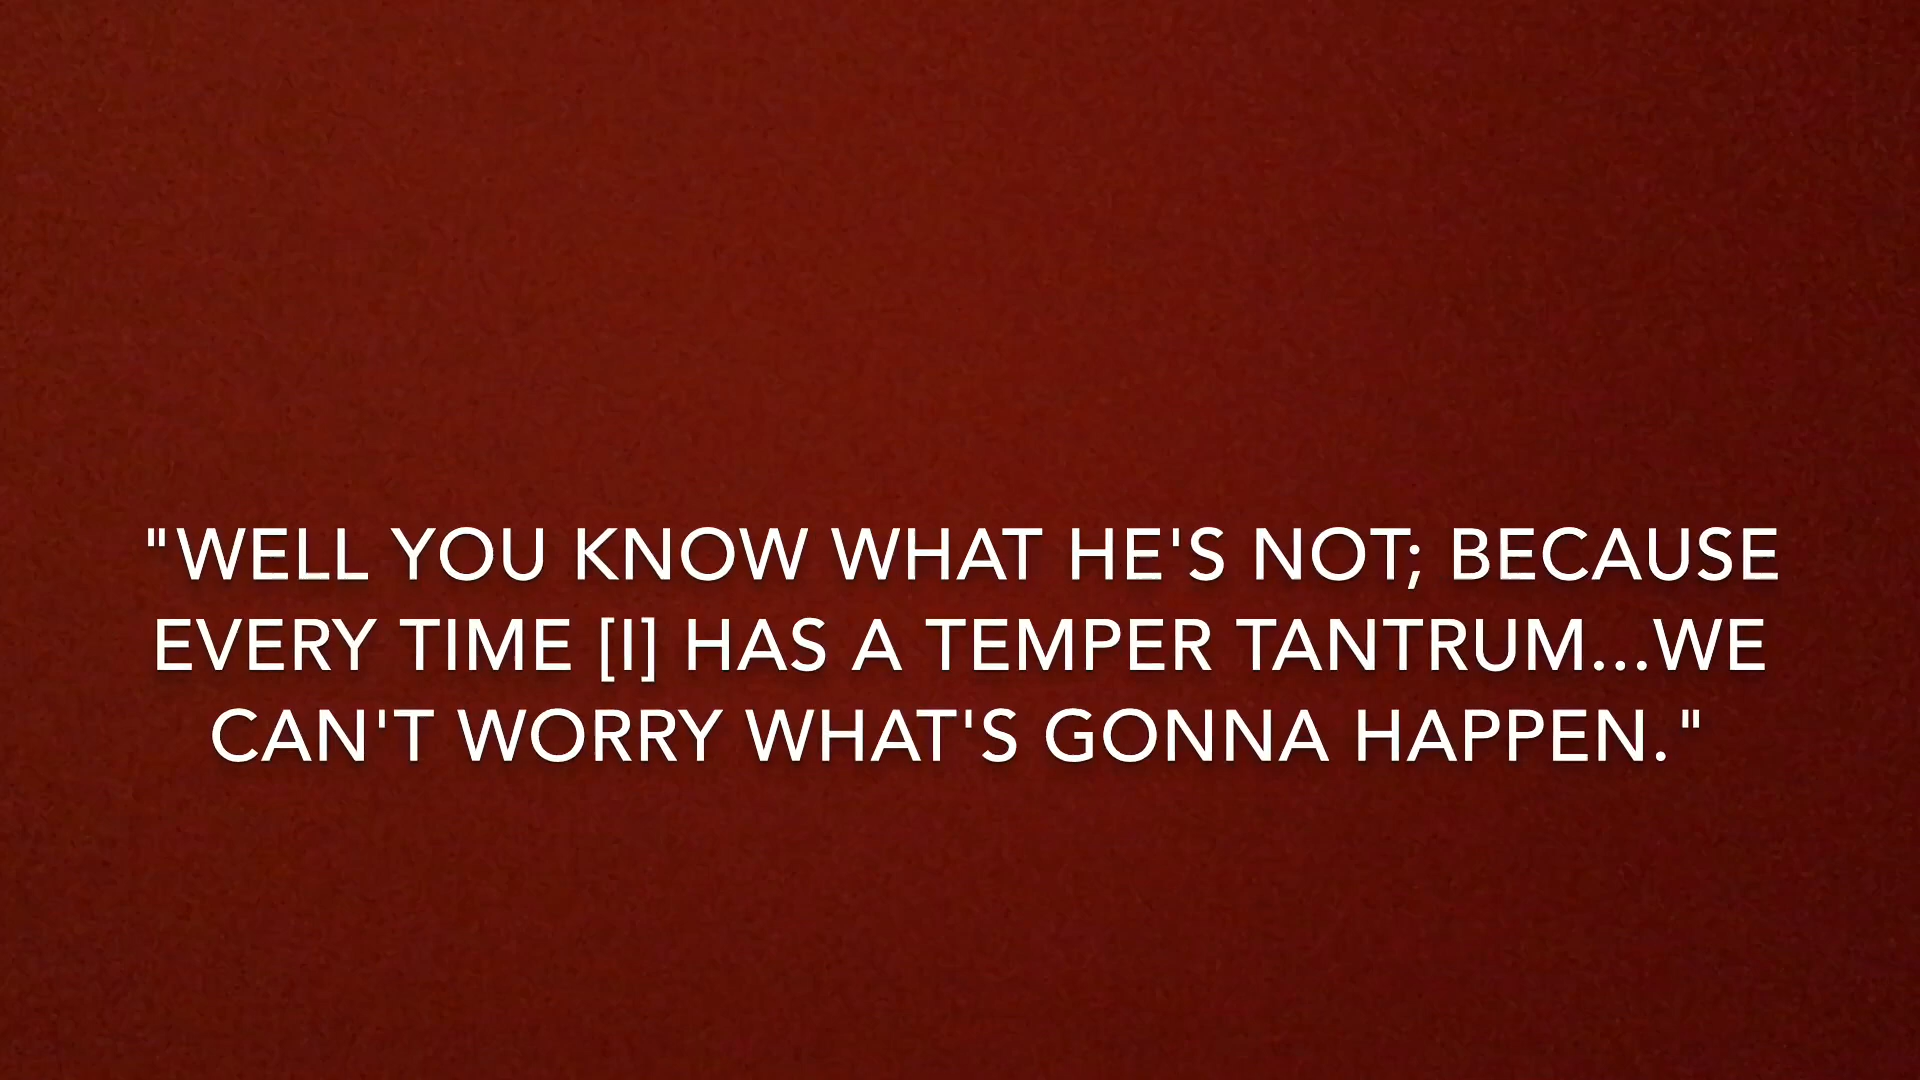 "WELL YOU KNOW WHAT HE'S NOT; BECAUSE
EVERY TIME [I] HAS A TEMPER TANTRUM...WE
CAN'T WORRY WHAT'S GONNA HAPPEN."